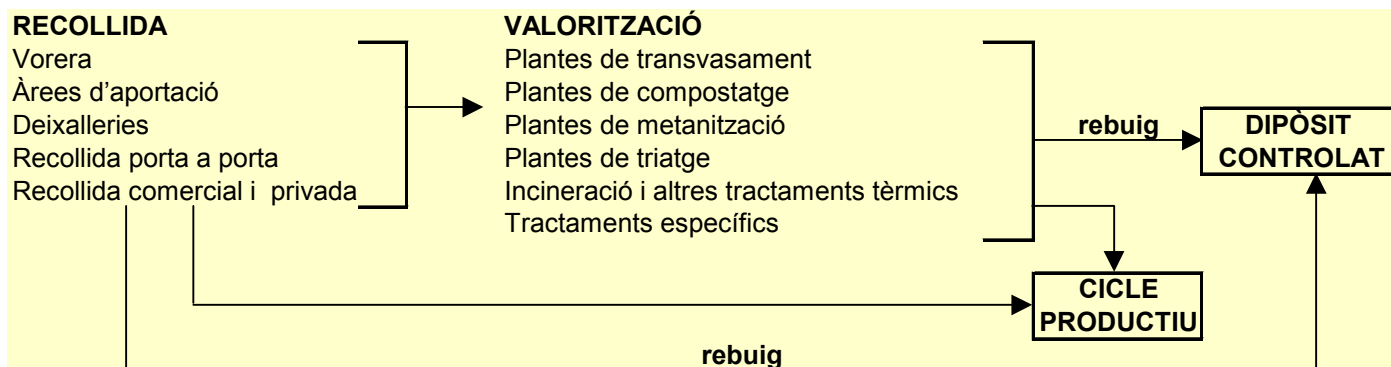 RECOLLIDA
Vorera
Àrees d’aportació
Deixalleries
Recollida porta a porta
Recollida comercial i privada
VALORITZACIÓ
Plantes de transvasament
Plantes de compostatge
Plantes de metanització
Plantes de triatge
Incineració i altres tractaments tèrmics
Tractaments específics
rebuig
DIPÒSIT
CONTROLAT
CICLE
PRODUCTIU
rebuig